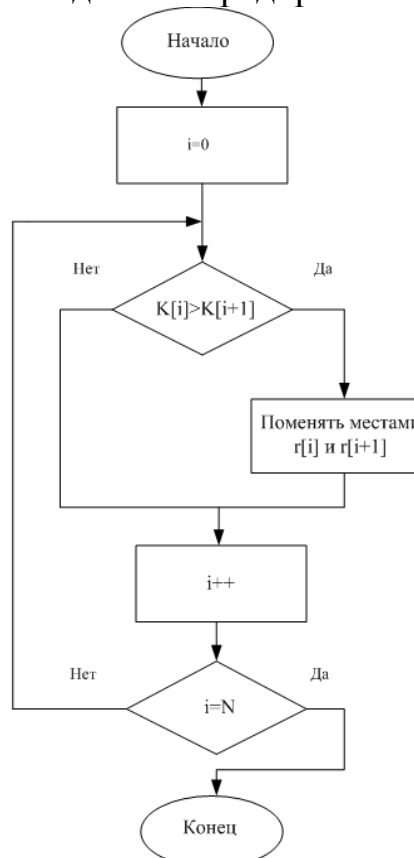 Начало
i=0
Нет
Да
K[i]>K[i+1]
Поменять местами
r[i] и r[i+1]
i++
Нет
Да
i=N
Конец